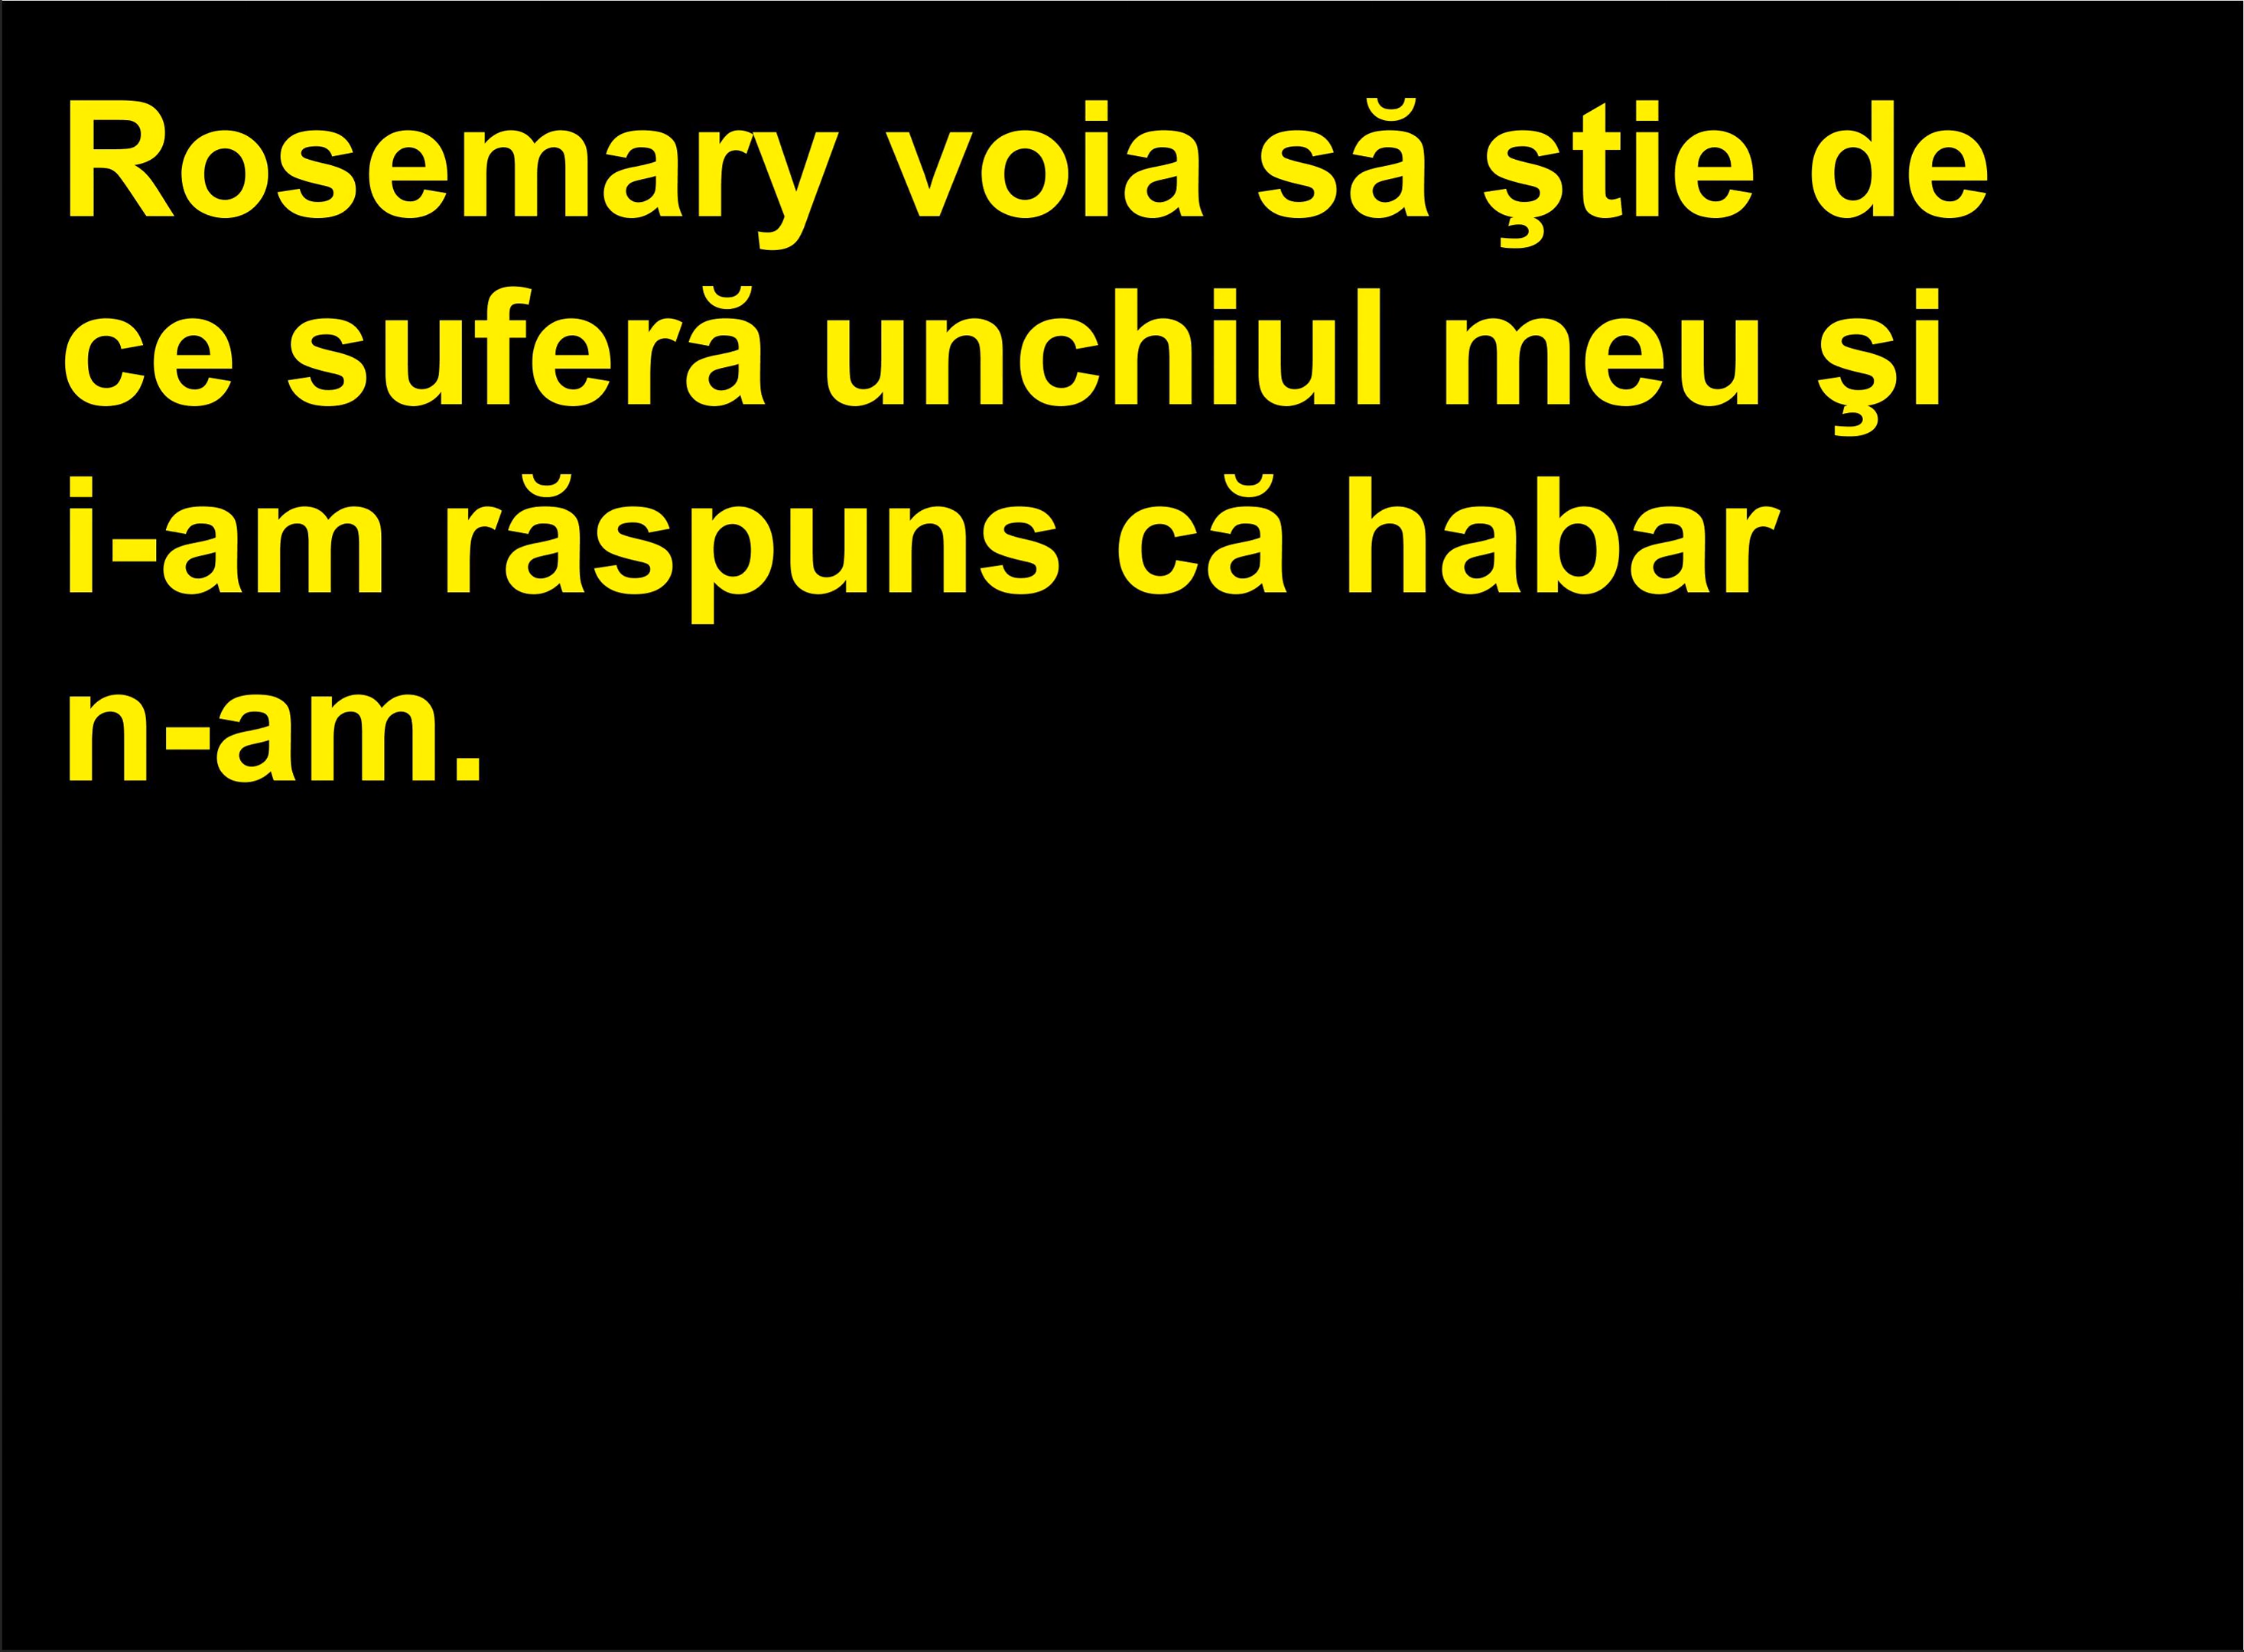 Rosemary voia să ştie de
ce suferă unchiul meu şi
i-am răspuns că habar
n-am.